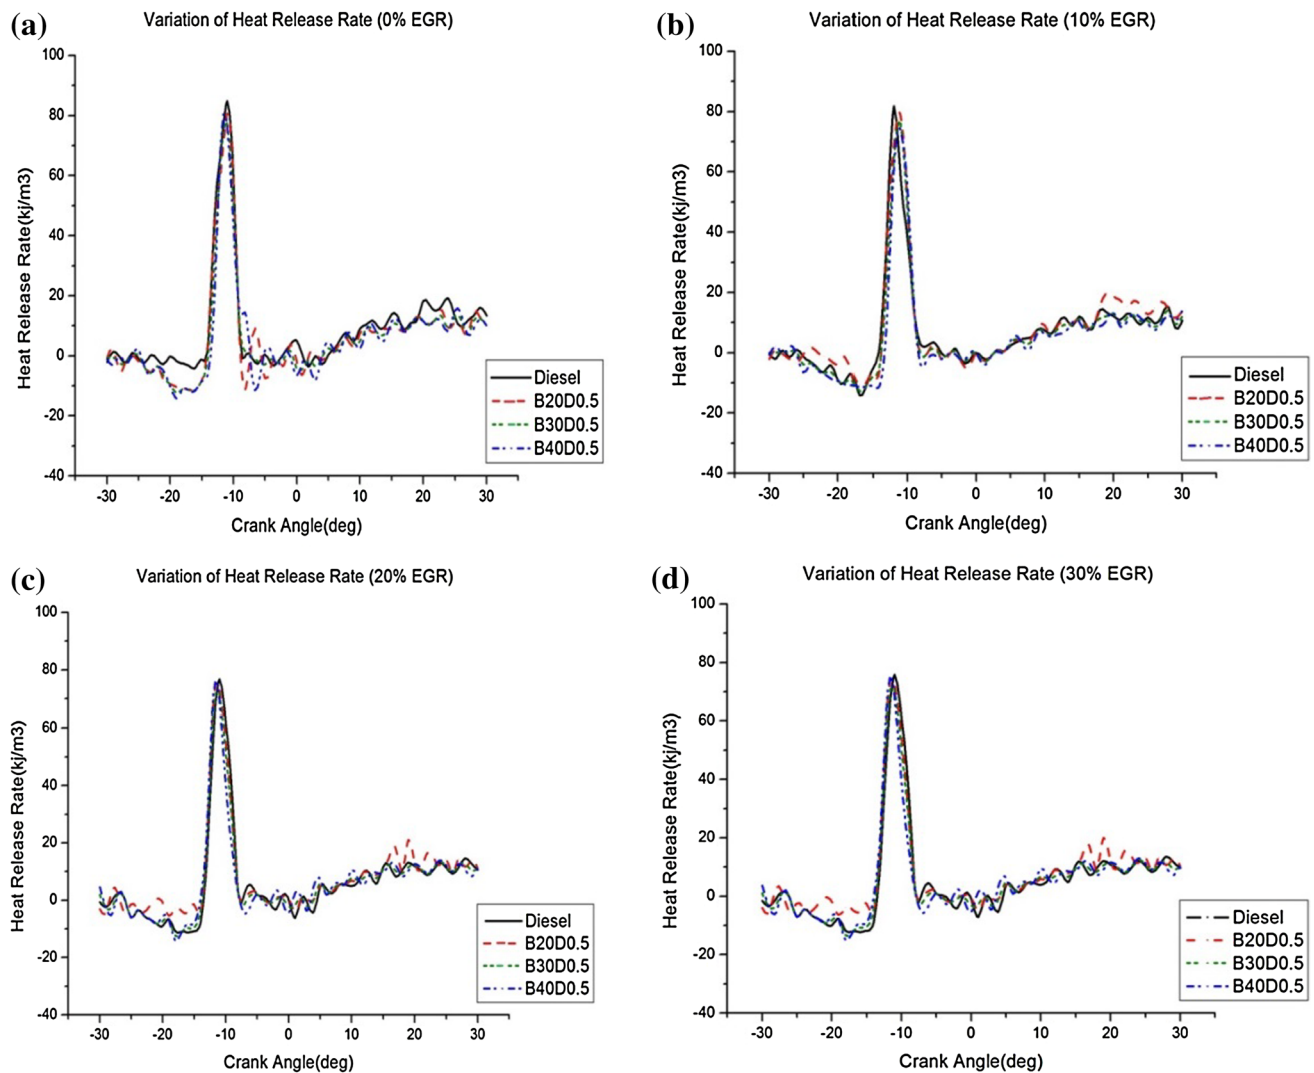 (a)
Variation of Heat Release Rate (0% EGR)
100
80
60
40
20
0
-20
-40
Heat Release Rate(kj/m3)
-30
-20
-10
0
10
20
30
Crank Angle(deg)
Diesel
B20D0.5
B30D0.5
B40D0.5
(b)
Variation of Heat Release Rate (10% EGR)
100
80
60
40
20
0
-20
-40
Heat Release Rate(kj/m3)
-30
-20
-10
0
10
20
30
Crank Angle(deg)
Diesel
B20D0.5
B30D0.5
B40D0.5
(c)
Variation of Heat Release Rate (20% EGR)
100
80
60
40
20
0
-20
-40
Heat Release Rate(kj/m3)
-30
-20
-10
0
10
20
30
Crank Angle(deg)
Diesel
B20D0.5
B30D0.5
B40D0.5
(d)
Variation of Heat Release Rate (30% EGR)
100
80
60
40
20
0
-20
-40
Heat Release Rate(kj/m3)
-30
-20
-10
0
10
20
30
Crank Angle(deg)
Diesel
B20D0.5
B30D0.5
B40D0.5